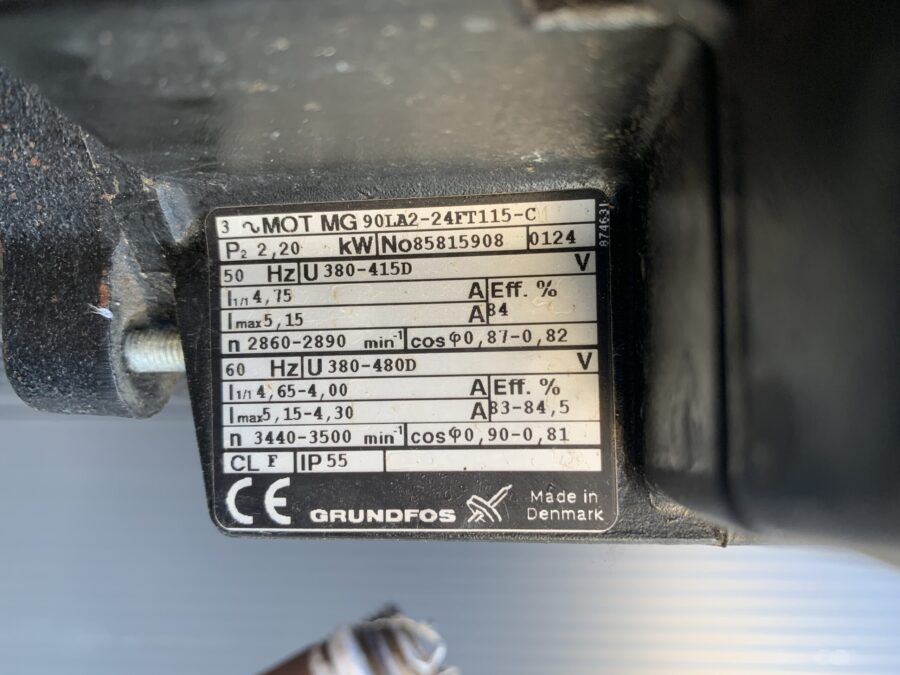 3 ∿ MOT MG 90LA2-24FT115-C
P2 2,20 kW No 85815908 0124
874631
50 Hz U 380-415D V
I1/1 4,75 A Eff. %
Imax 5,15 A 84
n 2860-2890 min-1 cos φ 0,87-0,82
60 Hz U 380-480D V
I1/1 4,65-4,00 A Eff. %
Imax 5,15-4,30 A 83-84,5
n 3440-3500 min-1 cos φ 0,90-0,81
CL F IP 55
CE GRUNDFOS Made in
Denmark